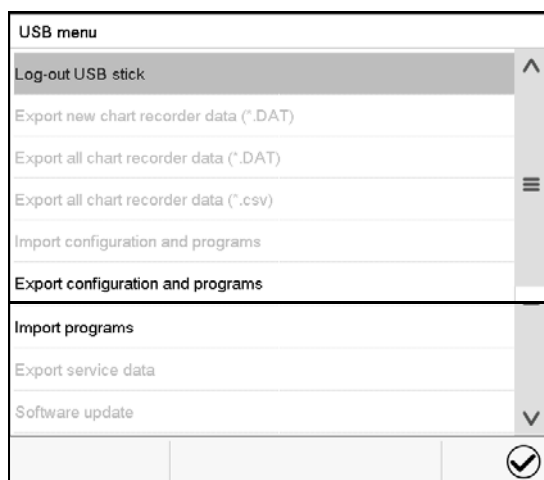 USB menu
Log-out USB stick
Export new chart recorder data (*.DAT)
Export all chart recorder data (*.DAT)
Export all chart recorder data (*.csv)
Import configuration and programs
Export configuration and programs
Import programs
Export service data
Software update